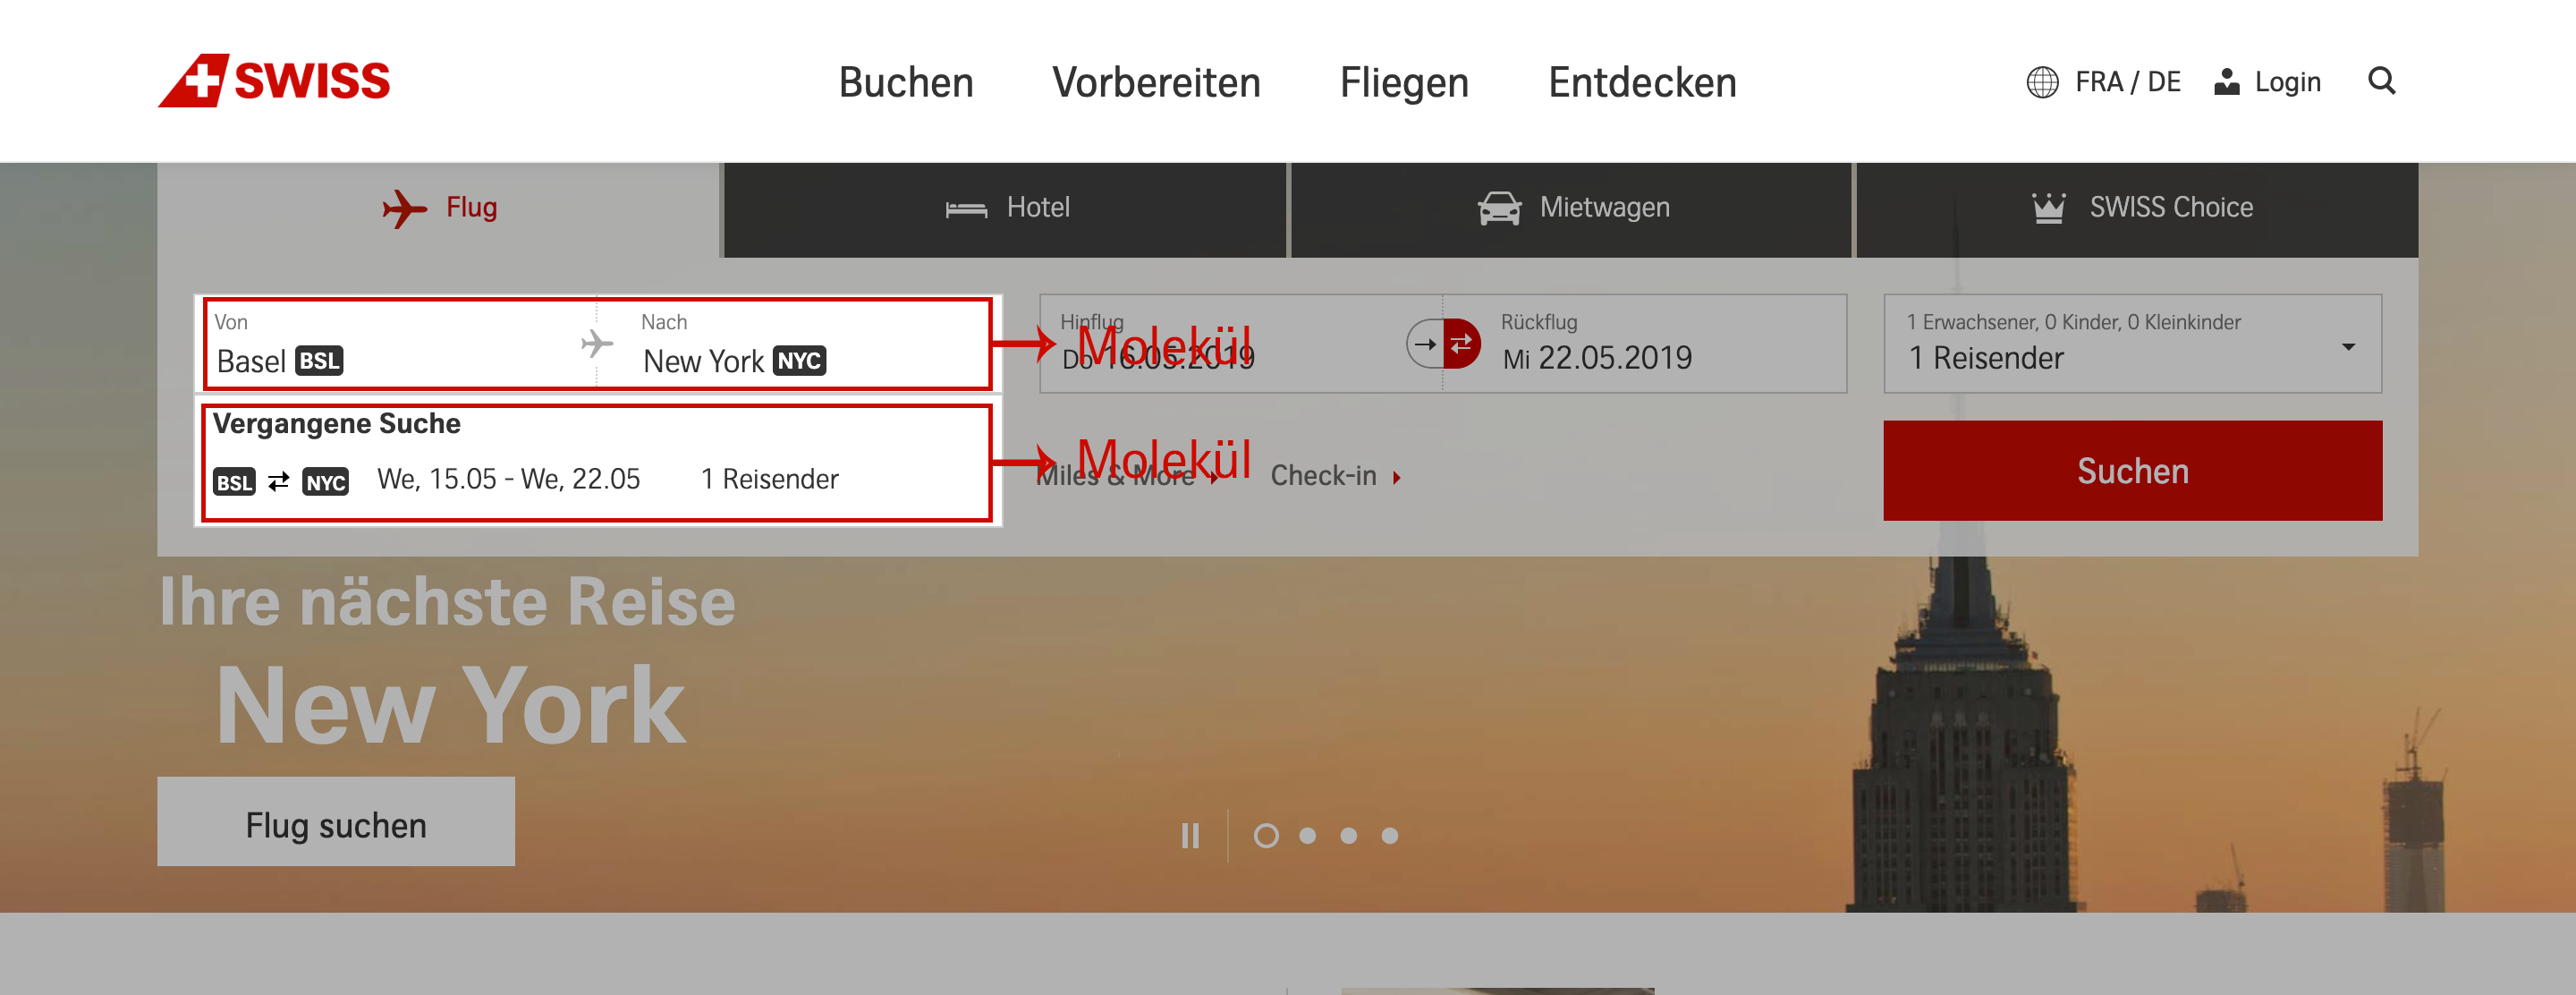 SWISS
Buchen Vorbereiten Fliegen Entdecken
FRA / DE Login
Flug Hotel Mietwagen SWISS Choice
Von Nach Hinflug Rückflug 1 Erwachsener, 0 Kinder, 0 Kleinkinder
Basel BSL New York NYC Molekül Do 16.05.2019 Mi 22.05.2019 1 Reisender
Vergangene Suche
BSL NYC We, 15.05 - We, 22.05 1 Reisender Molekül Miles & More Check-in Suchen
Ihre nächste Reise
New York
Flug suchen